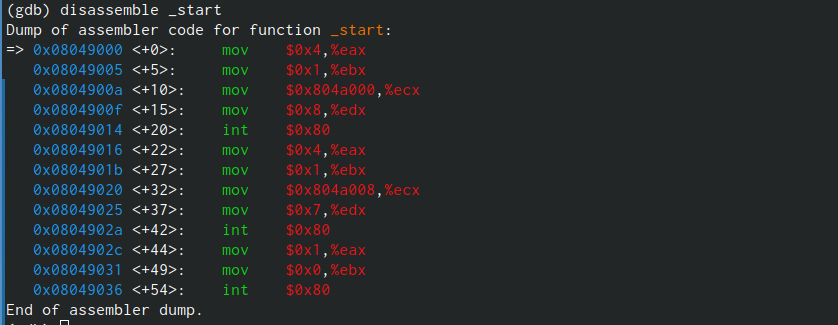 (gdb) disassemble _start
Dump of assembler code for function _start:
=> 0x08049000 <+0>:     mov    $0x4,%eax
   0x08049005 <+5>:     mov    $0x1,%ebx
   0x0804900a <+10>:    mov    $0x804a000,%ecx
   0x0804900f <+15>:    mov    $0x8,%edx
   0x08049014 <+20>:    int    $0x80
   0x08049016 <+22>:    mov    $0x4,%eax
   0x0804901b <+27>:    mov    $0x1,%ebx
   0x08049020 <+32>:    mov    $0x804a008,%ecx
   0x08049025 <+37>:    mov    $0x7,%edx
   0x0804902a <+42>:    int    $0x80
   0x0804902c <+44>:    mov    $0x1,%eax
   0x08049031 <+49>:    mov    $0x0,%ebx
   0x08049036 <+54>:    int    $0x80
End of assembler dump.